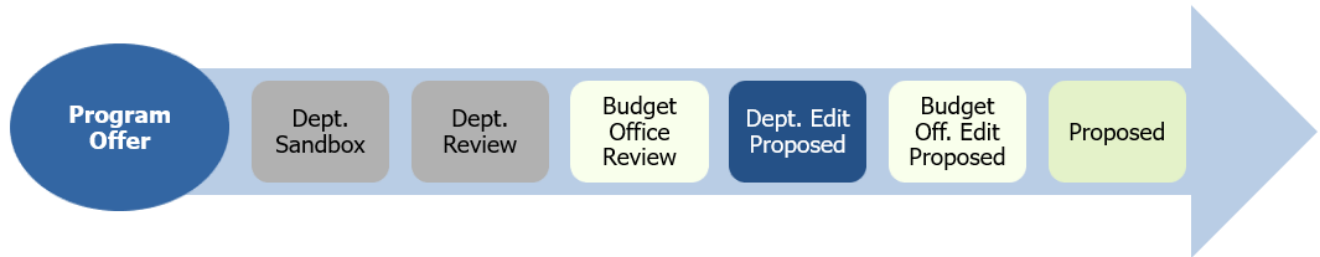 Program
Offer
Dept.
Sandbox
Dept.
Review
Budget
Office
Review
Dept. Edit
Proposed
Budget
Off. Edit
Proposed
Proposed